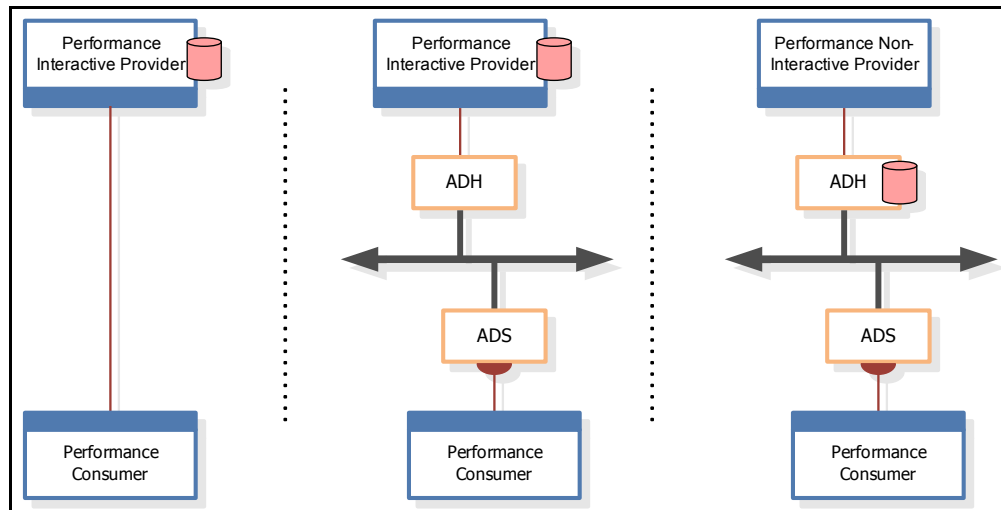 Performance
Interactive Provider
Performance
Interactive Provider
Performance Non-
Interactive Provider
ADH
ADH
ADS
ADS
Performance
Consumer
Performance
Consumer
Performance
Consumer